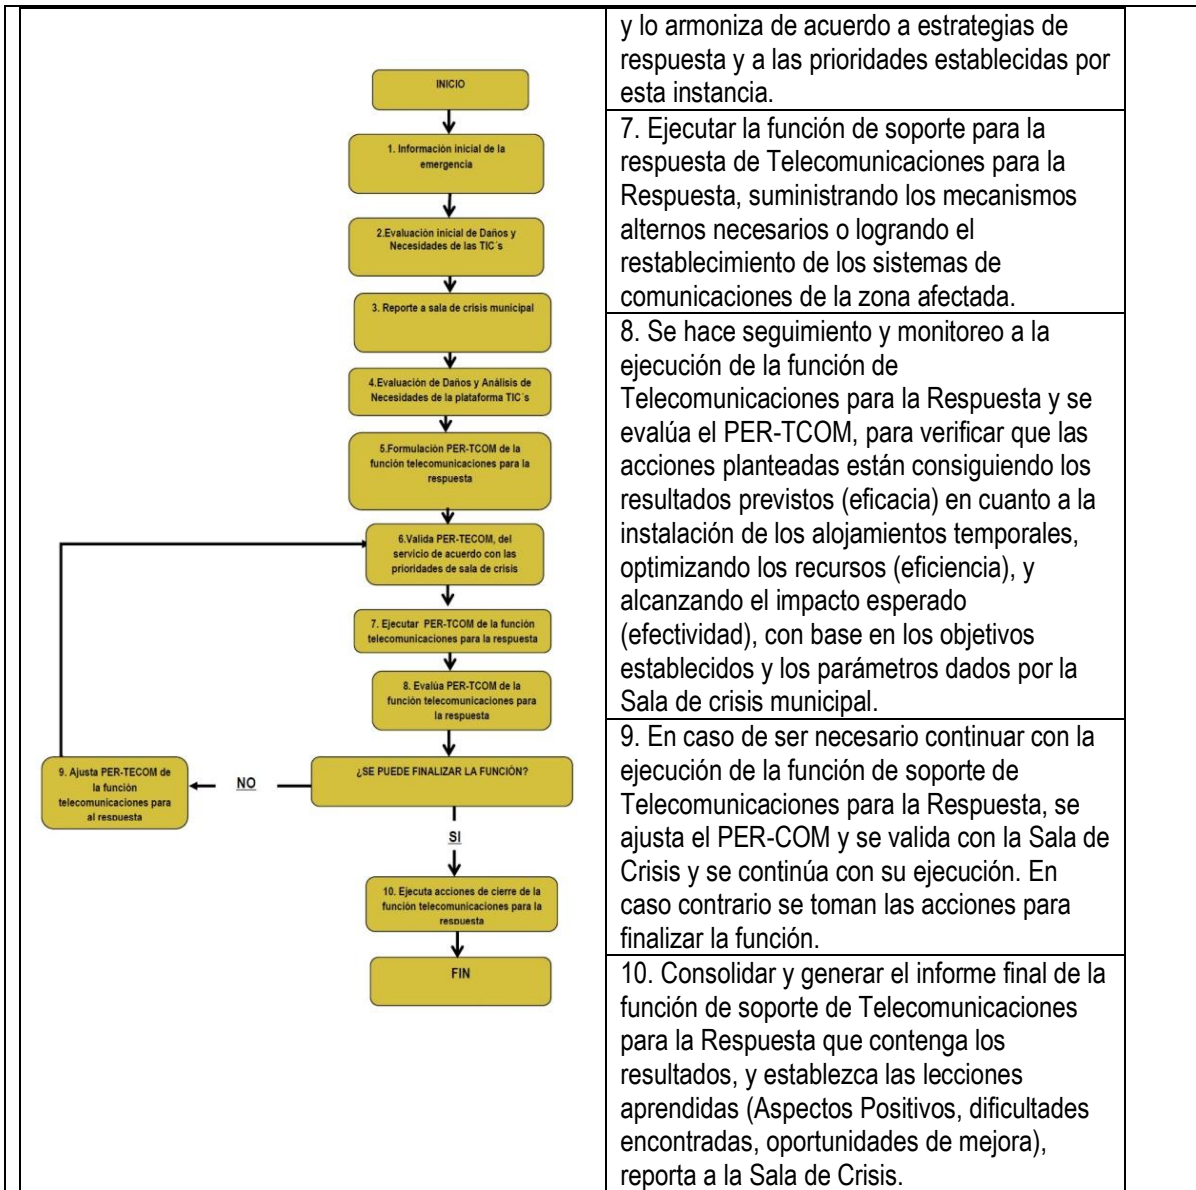 INICIO
1. Información inicial de la
emergencia
2.Evaluación inicial de Daños y
Necesidades de las TIC´s
3. Reporte a sala de crisis municipal
4.Evaluación de Daños y Análisis de
Necesidades de la plataforma TIC´s
5.Formulación PER-TCOM de la
función telecomunicaciones para la
respuesta
6.Valida PER-TECOM, del
servicio de acuerdo con las
prioridades de sala de crisis
7. Ejecutar PER-TCOM de la función
telecomunicaciones para la respuesta
8. Evalúa PER-TCOM de la
función telecomunicaciones para
la respuesta
¿SE PUEDE FINALIZAR LA FUNCIÓN?
NO
9. Ajusta PER-TECOM de
la función
telecomunicaciones para
al respuesta
SI
10. Ejecuta acciones de cierre de la
función telecomunicaciones para la
respuesta
FIN
y lo armoniza de acuerdo a estrategias de
respuesta y a las prioridades establecidas por
esta instancia.
7. Ejecutar la función de soporte para la
respuesta de Telecomunicaciones para la
Respuesta, suministrando los mecanismos
alternos necesarios o logrando el
restablecimiento de los sistemas de
comunicaciones de la zona afectada.
8. Se hace seguimiento y monitoreo a la
ejecución de la función de
Telecomunicaciones para la Respuesta y se
evalúa el PER-TCOM, para verificar que las
acciones planteadas están consiguiendo los
resultados previstos (eficacia) en cuanto a la
instalación de los alojamientos temporales,
optimizando los recursos (eficiencia), y
alcanzando el impacto esperado
(efectividad), con base en los objetivos
establecidos y los parámetros dados por la
Sala de crisis municipal.
9. En caso de ser necesario continuar con la
ejecución de la función de soporte de
Telecomunicaciones para la Respuesta, se
ajusta el PER-COM y se valida con la Sala de
Crisis y se continúa con su ejecución. En
caso contrario se toman las acciones para
finalizar la función.
10. Consolidar y generar el informe final de la
función de soporte de Telecomunicaciones
para la Respuesta que contenga los
resultados, y establezca las lecciones
aprendidas (Aspectos Positivos, dificultades
encontradas, oportunidades de mejora),
reporta a la Sala de Crisis.